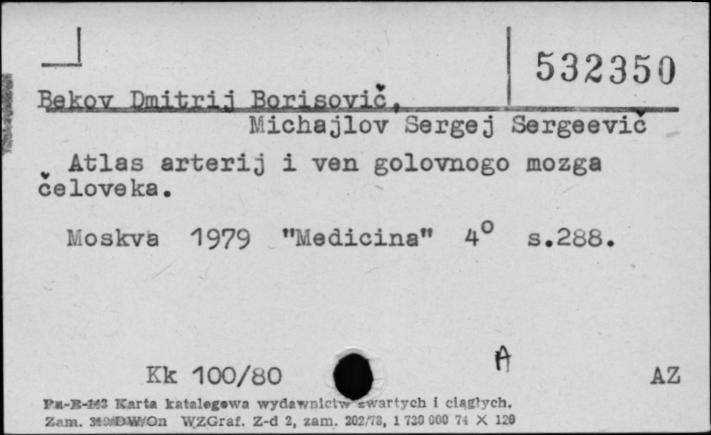 532350
Bekov Dmitrij Borisovič,
Michajlov Sergej Sergeevič
Atlas arterij i ven golovnogo mozga
čeloveka.
Moskva 1979 "Medicina" 4° s.288.
A
Kk 100/80 AZ
Karta katalogowa wydawnictw zwartych i ciągłych.
Zam. WZGraf. Z-d 2, zam. 202/78, 1 730 000 74 X 120